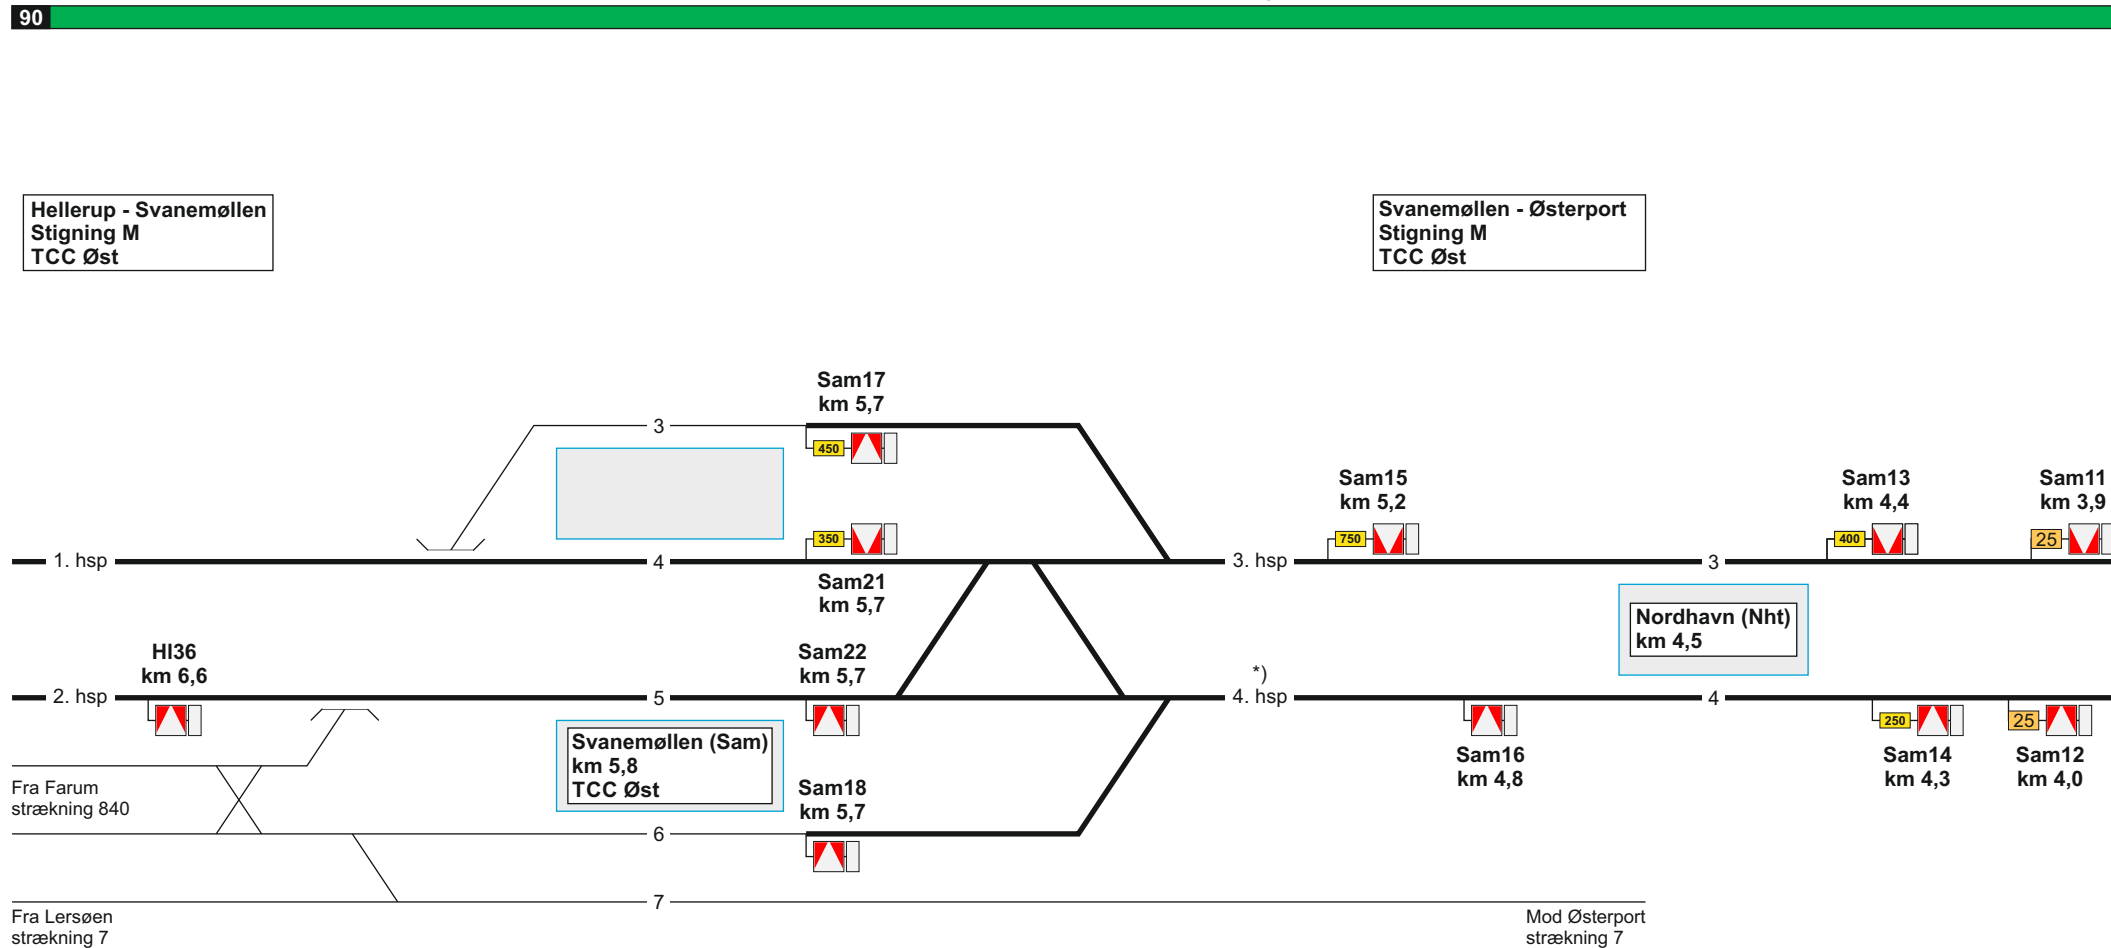 90
Hellerup - Svanemøllen
Stigning M
TCC Øst
Svanemøllen - Østerport
Stigning M
TCC Øst
Sam17
km 5,7
3
450
350
Sam21
km 5,7
1. hsp
4
3. hsp
Sam15
km 5,2
750
3
Sam13
km 4,4
400
Sam11
km 3,9
25
Nordhavn (Nht)
km 4,5
Hl36
km 6,6
2. hsp
5
Sam22
km 5,7
*)
4. hsp
4
Sam16
km 4,8
250
Sam14
km 4,3
25
Sam12
km 4,0
Svanemøllen (Sam)
km 5,8
TCC Øst
Sam18
km 5,7
Fra Farum
strækning 840
6
7
Fra Lersøen
strækning 7
Mod Østerport
strækning 7